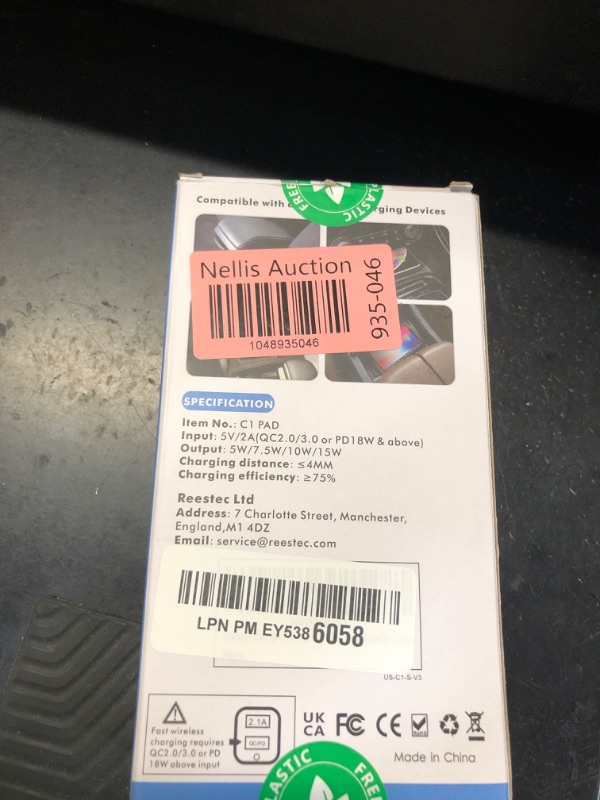 FREE
PLASTIC
Compatible with
rging Devices
Nellis Auction
1048935046
935-046
SPECIFICATION
Item No.: C1 PAD
Input: 5V/2A(QC2.0/3.0 or PD18W & above)
Output: 5W/7.5W/10W/15W
Charging distance: ≤4MM
Charging efficiency: ≥75%
Reestec Ltd
Address: 7 Charlotte Street, Manchester,
England,M1 4DZ
Email: service@reestec.com
LPN PM EY5386058
US-C1-S-V3
Fast wireless
charging requires
QC2.0/3.0 or PD
18W above input
2.1A
QC/PD
UK
CA
FC
CE
Made in China
PLASTIC
FREE